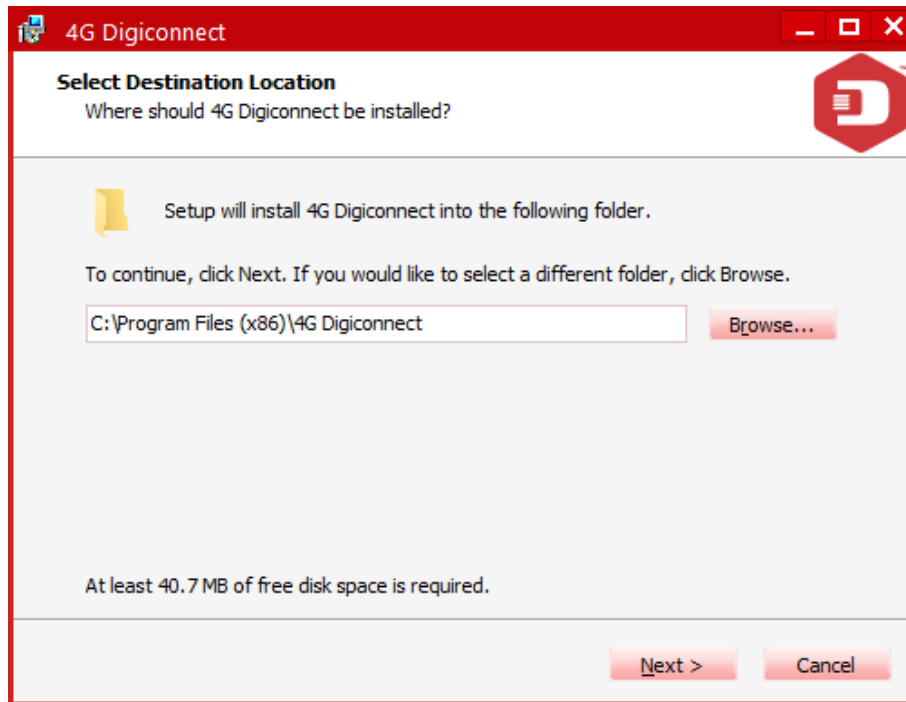 4G Digiconnect
Select Destination Location
Where should 4G Digiconnect be installed?
Setup will install 4G Digiconnect into the following folder.
To continue, click Next. If you would like to select a different folder, click Browse.
C:\Program Files (x86)\4G Digiconnect
Browse...
At least 40.7 MB of free disk space is required.
Next >
Cancel